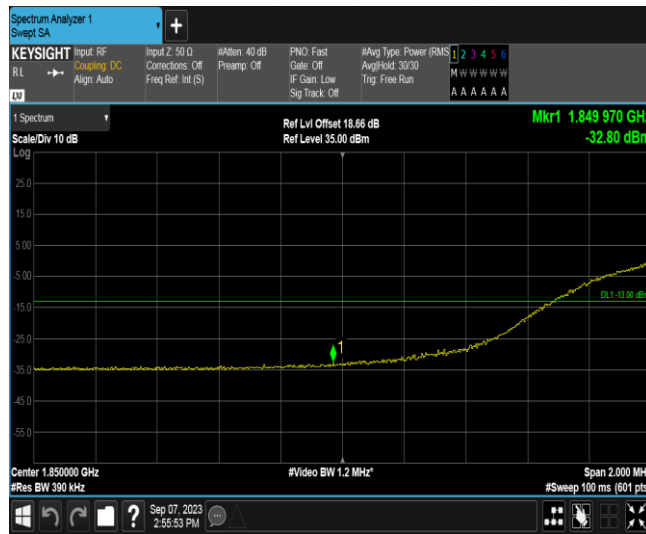 Spectrum Analyzer 1
Swept SA
KEYSIGHT
RL
LXI
Input: RF
Coupling: DC
Align: Auto
Input Z: 50 Ω
Corrections: Off
Freq Ref: Int (S)
#Atten: 40 dB
Preamp: Off
PNO: Fast
Gate: Off
IF Gain: Low
Sig Track: Off
#Avg Type: Power (RMS
Avg|Hold: 30/30
Trig: Free Run
1 2 3 4 5 6
M W W W W W
A A A A A A
1 Spectrum
Scale/Div 10 dB
Log
Ref Lvl Offset 18.66 dB
Ref Level 35.00 dBm
Mkr1 1.849 970 GHz
-32.80 dBm
25.0
15.0
5.00
-5.00
-15.0
-25.0
-35.0
-45.0
-55.0
DL1 -13.00 dBm
1
Center 1.850000 GHz
#Res BW 390 kHz
#Video BW 1.2 MHz*
Span 2.000 MH
#Sweep 100 ms (601 pts
?
Sep 07, 2023
2:55:53 PM